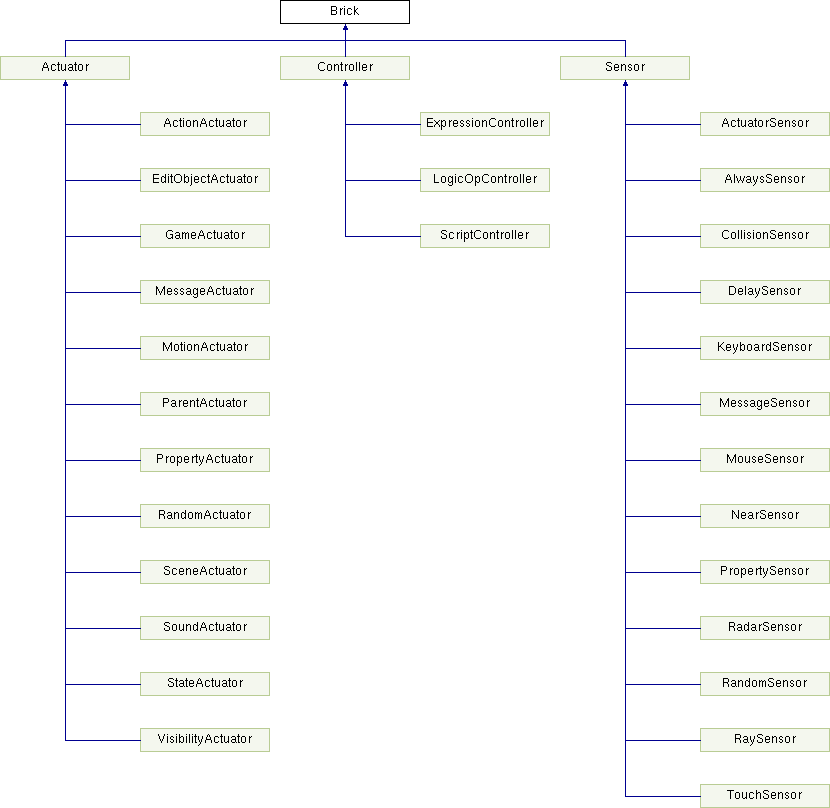 Brick
Actuator
Controller
Sensor
ActionActuator
ExpressionController
ActuatorSensor
EditObjectActuator
LogicOpController
AlwaysSensor
GameActuator
ScriptController
CollisionSensor
MessageActuator
DelaySensor
MotionActuator
KeyboardSensor
ParentActuator
MessageSensor
PropertyActuator
MouseSensor
RandomActuator
NearSensor
SceneActuator
PropertySensor
SoundActuator
RadarSensor
StateActuator
RandomSensor
VisibilityActuator
RaySensor
TouchSensor